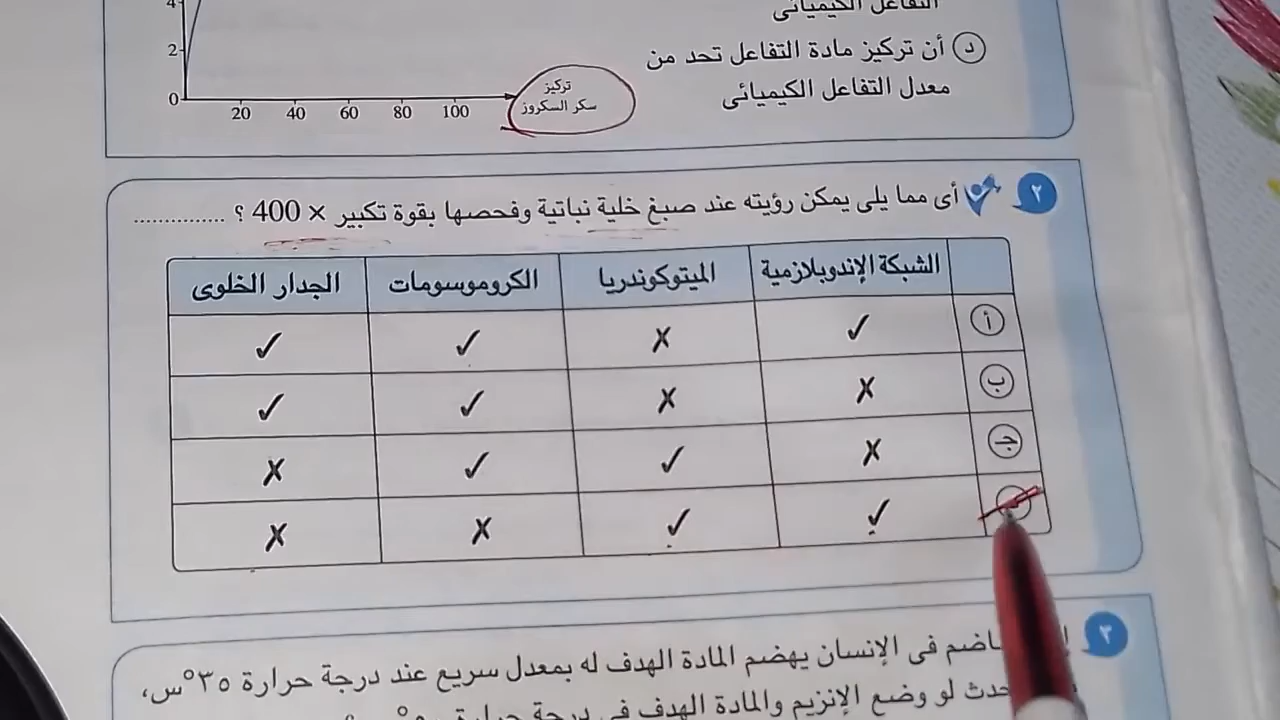 4
التفاعل الكيميائى
2
د أن تركيز مادة التفاعل تحد من
معدل التفاعل الكيميائى
0
20 40 60 80 100
تركيز
سكر السكروز
٢ أى مما يلى يمكن رؤيته عند صبغ خلية نباتية وفحصها بقوة تكبير × 400 ؟ ...............
الشبكة الإندوبلازمية الميتوكوندريا الكروموسومات الجدار الخلوى
أ ✓ ✗ ✓ ✓
ب ✗ ✗ ✓ ✓
جـ ✗ ✓ ✓ ✗
✓ ✓ ✗ ✗
٣ فى الإنسان يهضم المادة الهدف له بمعدل سريع عند درجة حرارة ٣٥°س،
لو وضع الإنزيم والمادة الهدف فى درجة حرارة